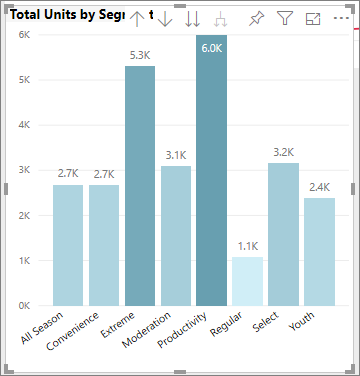 Total Units by Seg t
6K
5K
4K
3K
2K
1K
0K
2.7K
2.7K
5.3K
3.1K
6.0K
1.1K
3.2K
2.4K
All Season
Convenience
Extreme
Moderation
Productivity
Regular
Select
Youth